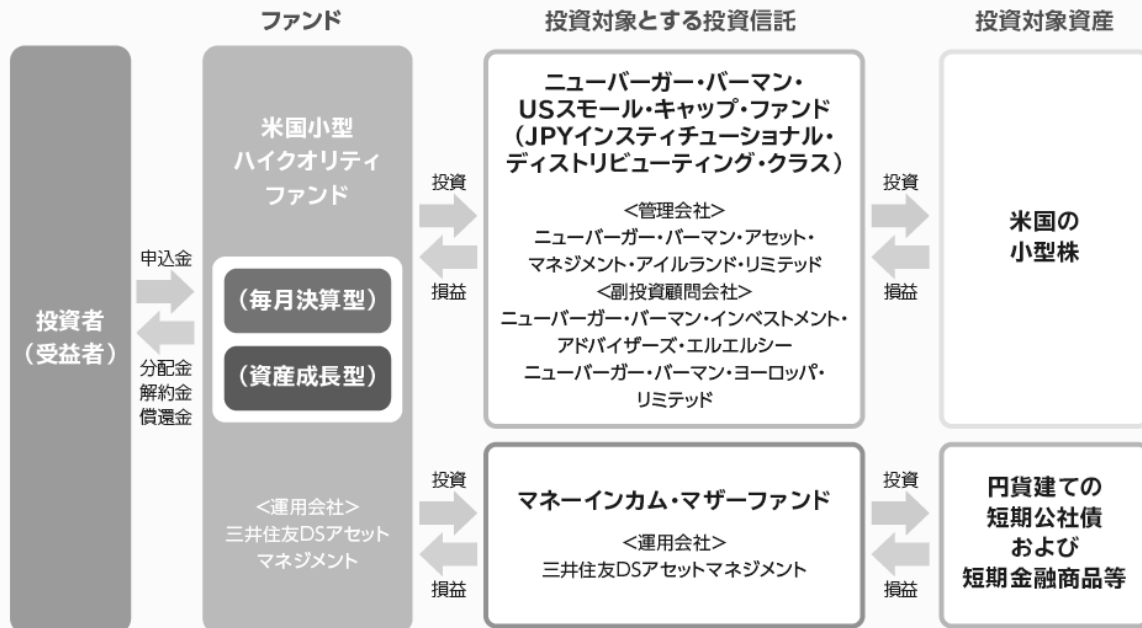 ファンド
投資対象とする投資信託
投資対象資産
投資者
（受益者）
申込金
分配金
解約金
償還金
米国小型
ハイクオリティ
ファンド
（毎月決算型）
（資産成長型）
＜運用会社＞
三井住友DSアセット
マネジメント
投資
損益
ニューバーガー・バーマン・
USスモール・キャップ・ファンド
（JPYインスティチューショナル・
ディストリビューティング・クラス）
＜管理会社＞
ニューバーガー・バーマン・アセット・
マネジメント・アイルランド・リミテッド
＜副投資顧問会社＞
ニューバーガー・バーマン・インベストメント・
アドバイザーズ・エルエルシー
ニューバーガー・バーマン・ヨーロッパ・
リミテッド
投資
損益
米国の
小型株
投資
損益
マネーインカム・マザーファンド
＜運用会社＞
三井住友DSアセットマネジメント
投資
損益
円貨建ての
短期公社債
および
短期金融商品等